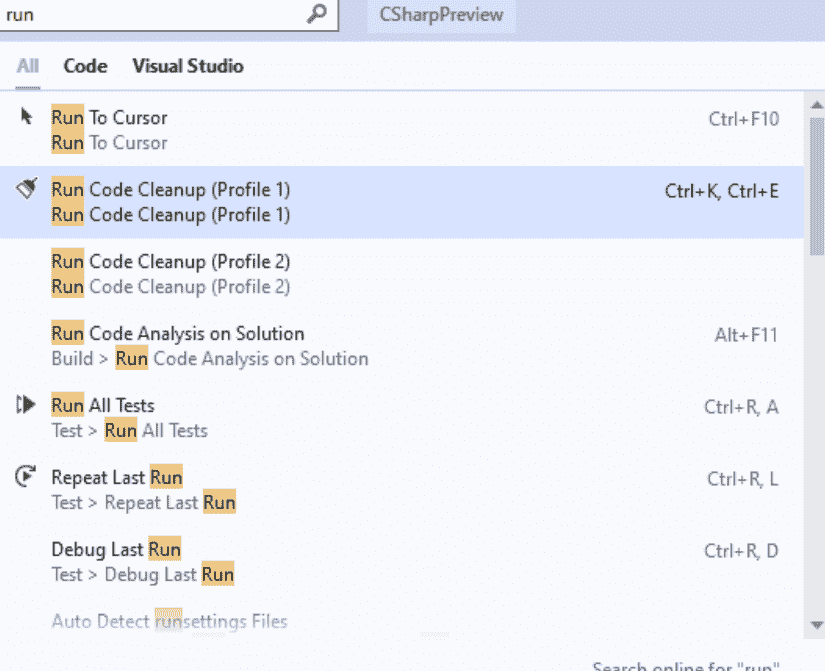 run
CSharpPreview
All Code Visual Studio
Run To Cursor Ctrl+F10
Run To Cursor
Run Code Cleanup (Profile 1) Ctrl+K, Ctrl+E
Run Code Cleanup (Profile 1)
Run Code Cleanup (Profile 2)
Run Code Cleanup (Profile 2)
Run Code Analysis on Solution Alt+F11
Build > Run Code Analysis on Solution
Run All Tests Ctrl+R, A
Test > Run All Tests
Repeat Last Run Ctrl+R, L
Test > Repeat Last Run
Debug Last Run Ctrl+R, D
Test > Debug Last Run
Auto Detect runsettings Files
Search online for "run"